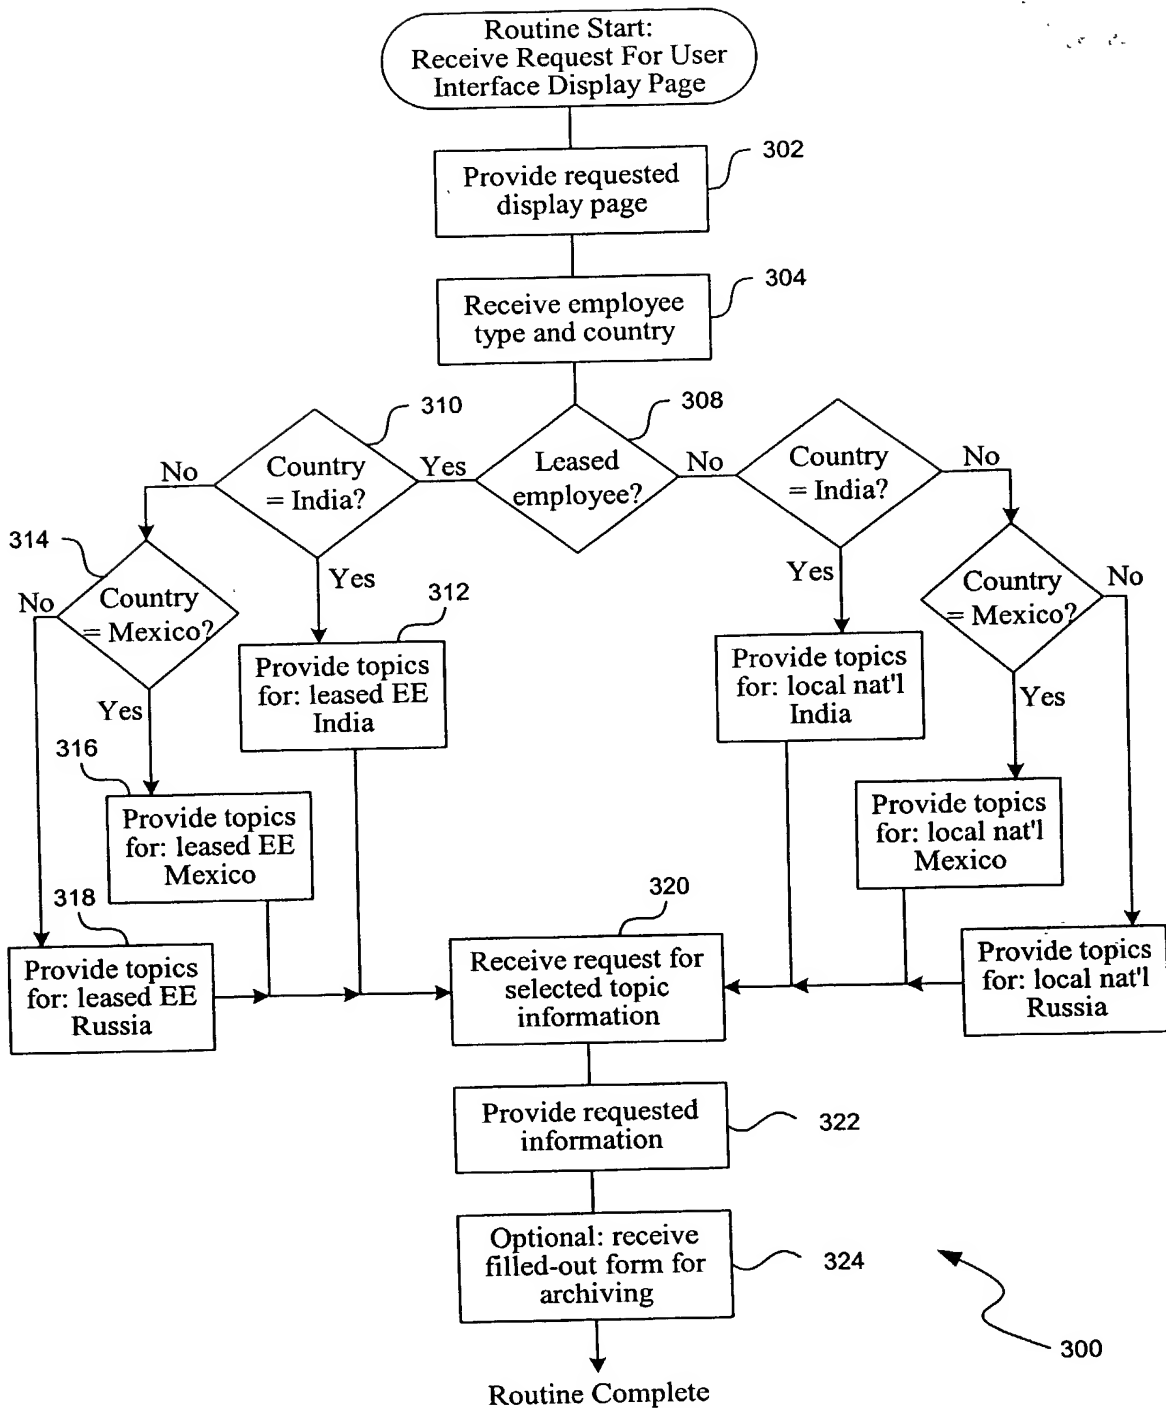 Routine Start:
Receive Request For User
Interface Display Page
302
Provide requested
display page
304
Receive employee
type and country
310
308
No
Country
= India?
Yes
Leased
employee?
No
Country
= India?
No
314
Yes
Yes
No
Country
= Mexico?
312
Country
= Mexico?
No
Provide topics
for: leased EE
India
Provide topics
for: local nat'l
India
Yes
Yes
316
Provide topics
for: leased EE
Mexico
Provide topics
for: local nat'l
Mexico
318
320
Provide topics
for: leased EE
Russia
Receive request for
selected topic
information
Provide topics
for: local nat'l
Russia
Provide requested
information
322
Optional: receive
filled-out form for
archiving
324
300
Routine Complete